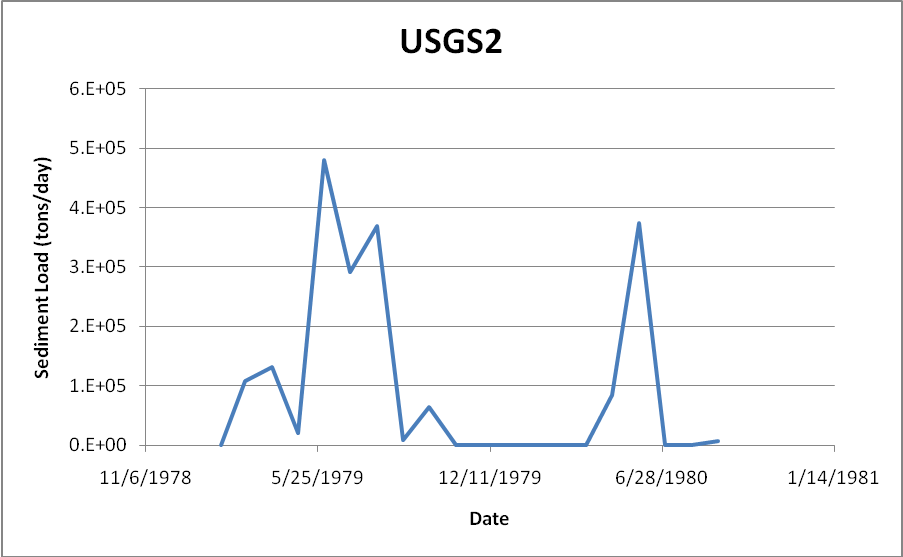 USGS2
6.E+05
5.E+05
4.E+05
3.E+05
2.E+05
1.E+05
0.E+00
Sediment Load (tons/day)
11/6/1978 5/25/1979 12/11/1979 6/28/1980 1/14/1981
Date